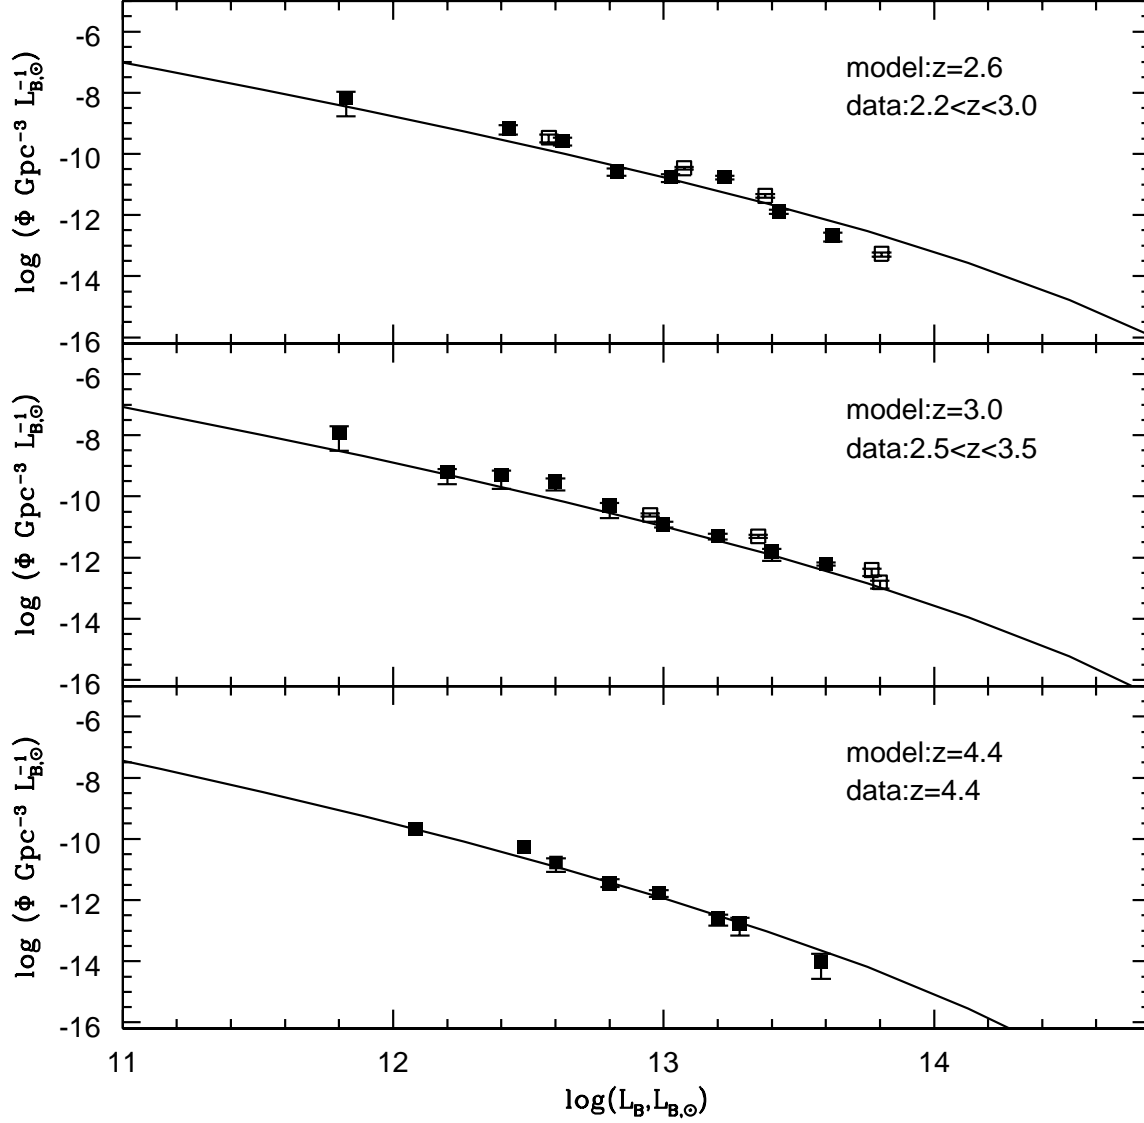 -6
-8
-10
-12
-14
-16
log (Φ Gpc⁻³ L⁻¹B,⊙)
model:z=2.6
data:2.2<z<3.0
-6
-8
-10
-12
-14
-16
log (Φ Gpc⁻³ L⁻¹B,⊙)
model:z=3.0
data:2.5<z<3.5
-6
-8
-10
-12
-14
-16
log (Φ Gpc⁻³ L⁻¹B,⊙)
model:z=4.4
data:z=4.4
11 12 13 14
log(LB,LB,⊙)